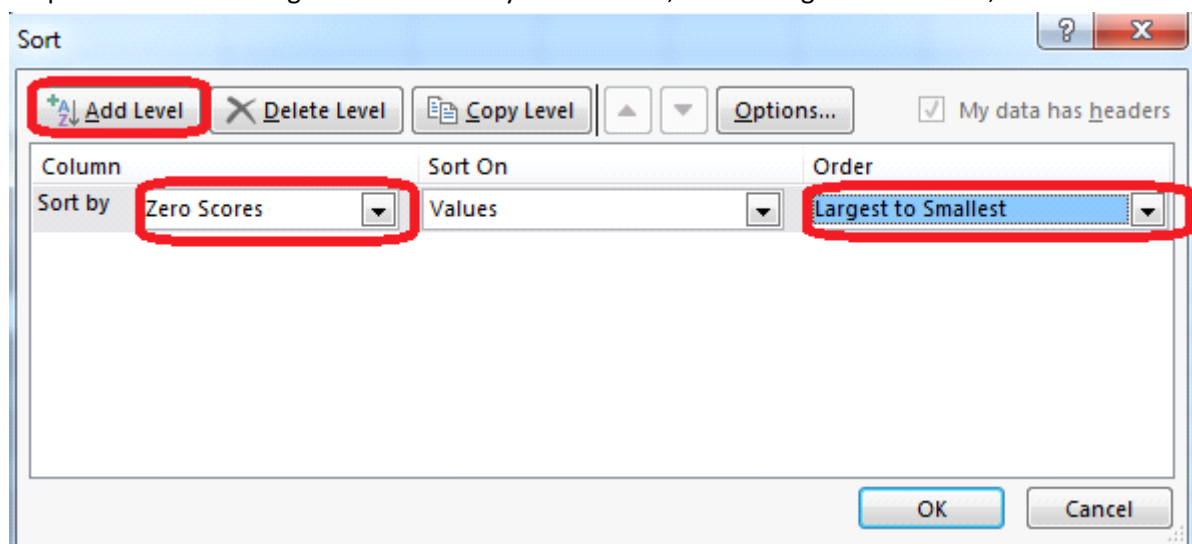 Sort
Add Level Delete Level Copy Level Options... My data has headers
Column Sort On Order
Sort by Zero Scores Values Largest to Smallest
OK Cancel